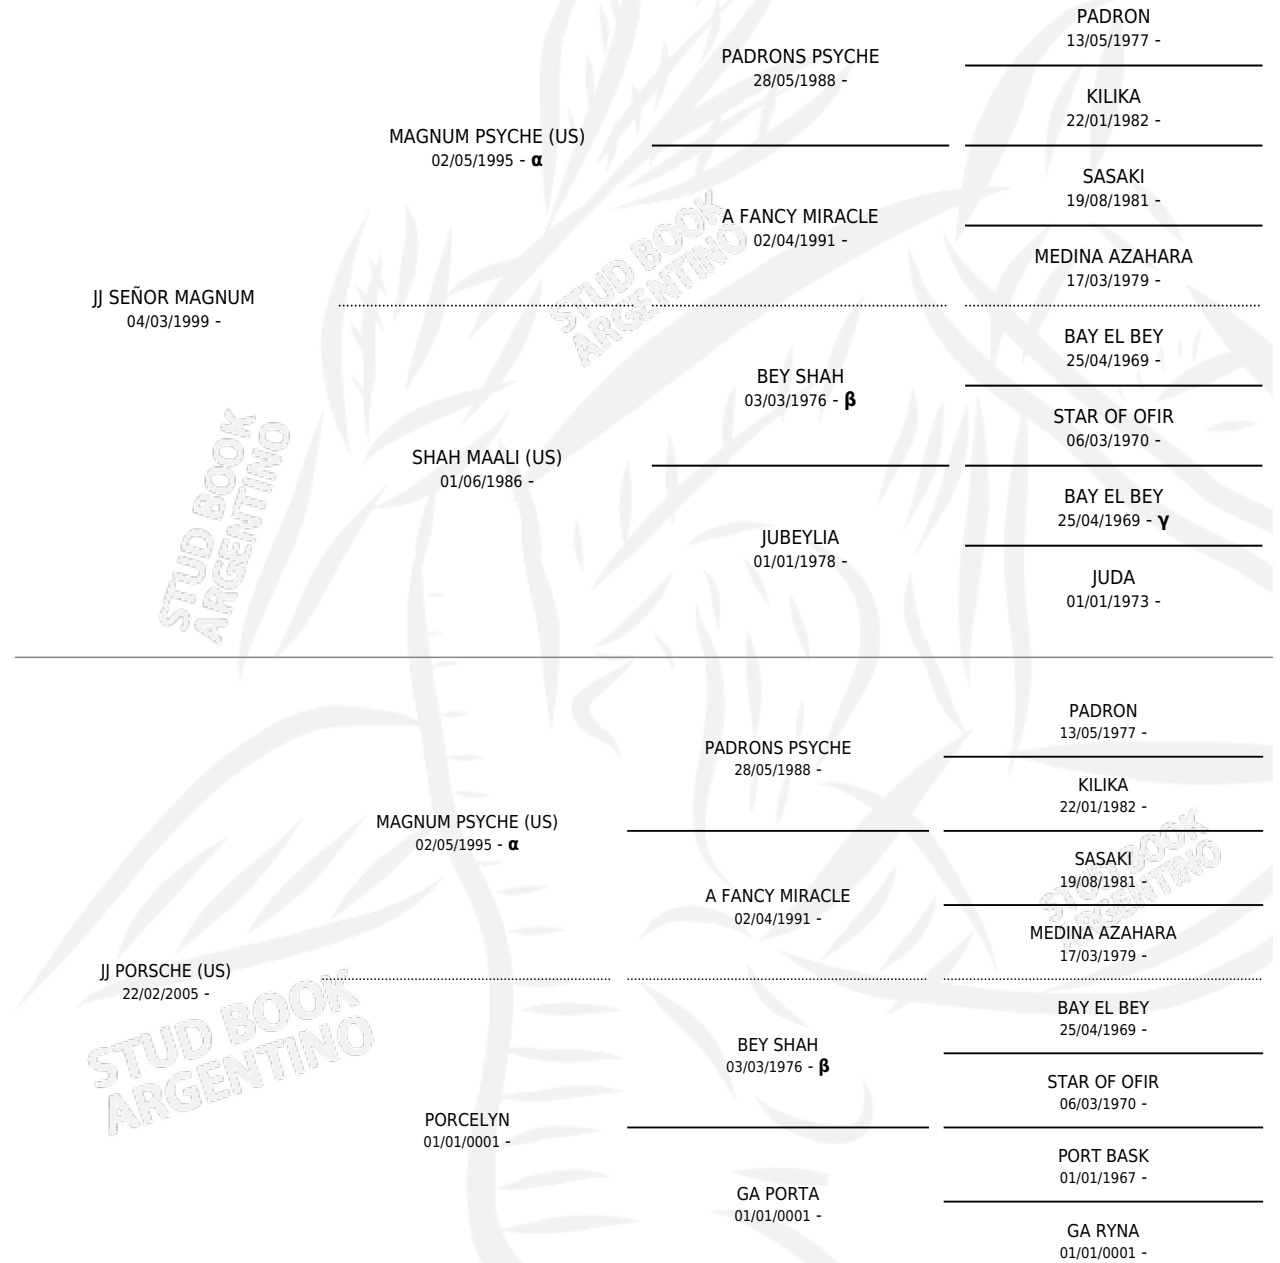 PADRON
13/05/1977 -
PADRONS PSYCHE
28/05/1988 -
KILIKA
22/01/1982 -
MAGNUM PSYCHE (US)
02/05/1995 - α
SASAKI
19/08/1981 -
A FANCY MIRACLE
02/04/1991 -
MEDINA AZAHARA
17/03/1979 -
STUD BOOK
ARGENTINO
JJ SEÑOR MAGNUM
04/03/1999 -
BAY EL BEY
25/04/1969 -
BEY SHAH
03/03/1976 - β
STAR OF OFIR
06/03/1970 -
SHAH MAALI (US)
01/06/1986 -
BAY EL BEY
25/04/1969 - γ
JUBEYLIA
01/01/1978 -
JUDA
01/01/1973 -
STUD BOOK
ARGENTINO
PADRON
13/05/1977 -
PADRONS PSYCHE
28/05/1988 -
KILIKA
22/01/1982 -
MAGNUM PSYCHE (US)
02/05/1995 - α
SASAKI
19/08/1981 -
A FANCY MIRACLE
02/04/1991 -
MEDINA AZAHARA
17/03/1979 -
STUD BOOK
ARGENTINO
JJ PORSCHE (US)
22/02/2005 -
BAY EL BEY
25/04/1969 -
BEY SHAH
03/03/1976 - β
STAR OF OFIR
06/03/1970 -
PORCELYN
01/01/0001 -
PORT BASK
01/01/1967 -
GA PORTA
01/01/0001 -
GA RYNA
01/01/0001 -
STUD BOOK
ARGENTINO